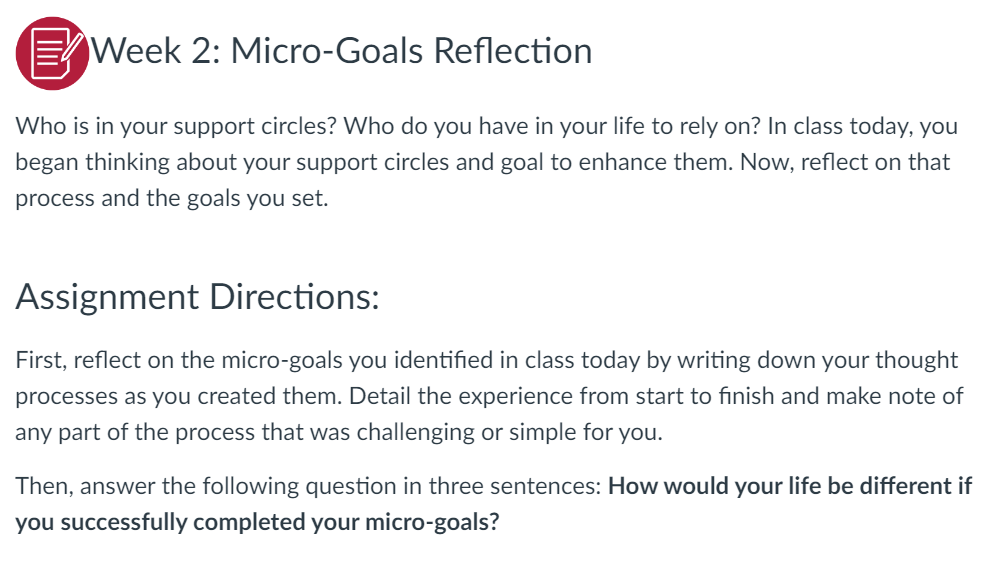 Week 2: Micro-Goals Reflection
Who is in your support circles? Who do you have in your life to rely on? In class today, you
began thinking about your support circles and goal to enhance them. Now, reflect on that
process and the goals you set.
Assignment Directions:
First, reflect on the micro-goals you identified in class today by writing down your thought
processes as you created them. Detail the experience from start to finish and make note of
any part of the process that was challenging or simple for you.
Then, answer the following question in three sentences: How would your life be different if
you successfully completed your micro-goals?